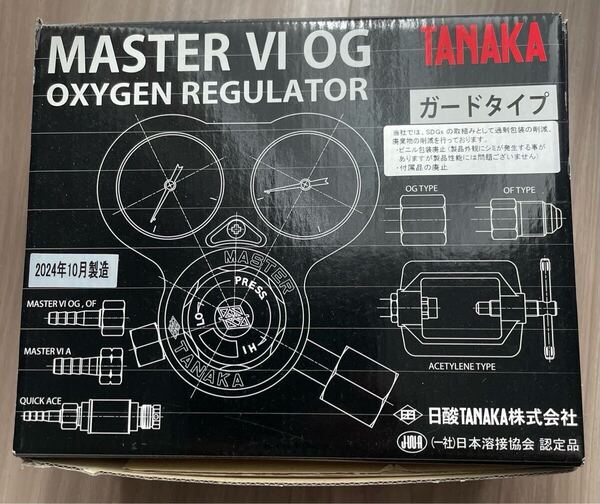 MASTER VI OG
TANAKA
OXYGEN REGULATOR
ガードタイプ
当社では、SDGs の取組みとして過剰包装の削減、
廃棄物の削減を行っております。
・ビニル包装廃止（製品外観にシミが発生する事が
ありますが製品性能には問題ございません）
・付属品の廃止
OG TYPE
OF TYPE
2024年10月製造
MASTER
PRESS
LO
HI
TANAKA
MASTER VI OG , OF
MASTER VI A
QUICK ACE
ACETYLENE TYPE
日酸TANAKA株式会社
JWA (一社)日本溶接協会 認定品